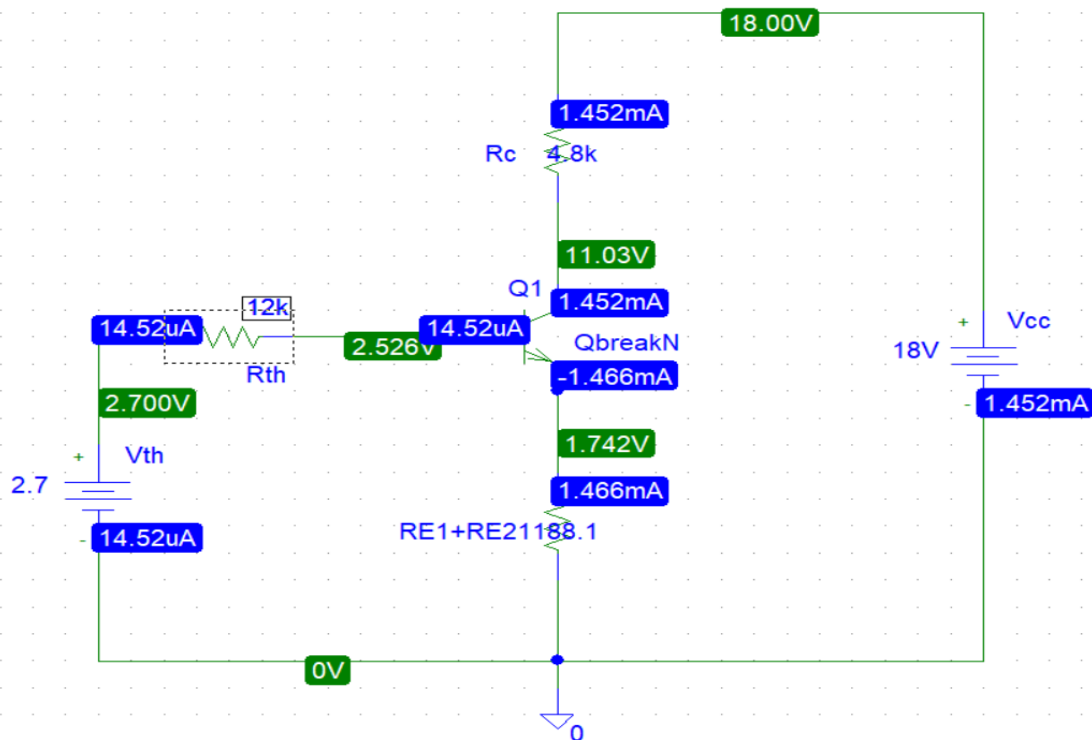 18.00V
1.452mA
Rc 4.8k
11.03V
Q1
1.452mA
12k
14.52uA
14.52uA
2.526V
Rth
QbreakN
-1.466mA
+
Vcc
18V
-
1.452mA
2.700V
1.742V
+
Vth
2.7
1.466mA
-
14.52uA
RE1+RE21188.1
0V
0